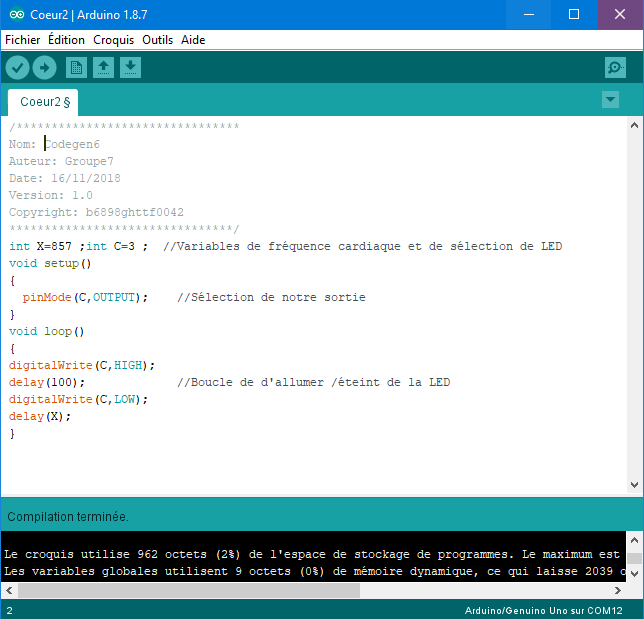 Coeur2 | Arduino 1.8.7
Fichier Édition Croquis Outils Aide
Coeur2 §
/********************************
Nom: Codegen6
Auteur: Groupe7
Date: 16/11/2018
Version: 1.0
Copyright: b6898ghttf0042
********************************/
int X=857 ;int C=3 ;  //Variables de fréquence cardiaque et de sélection de LED
void setup()
{
  pinMode(C,OUTPUT);    //Sélection de notre sortie
}
void loop()
{
digitalWrite(C,HIGH);
delay(100);             //Boucle de d'allumer /éteint de la LED
digitalWrite(C,LOW);
delay(X);
}
Compilation terminée.
Le croquis utilise 962 octets (2%) de l'espace de stockage de programmes. Le maximum est
Les variables globales utilisent 9 octets (0%) de mémoire dynamique, ce qui laisse 2039 o
2
Arduino/Genuino Uno sur COM12